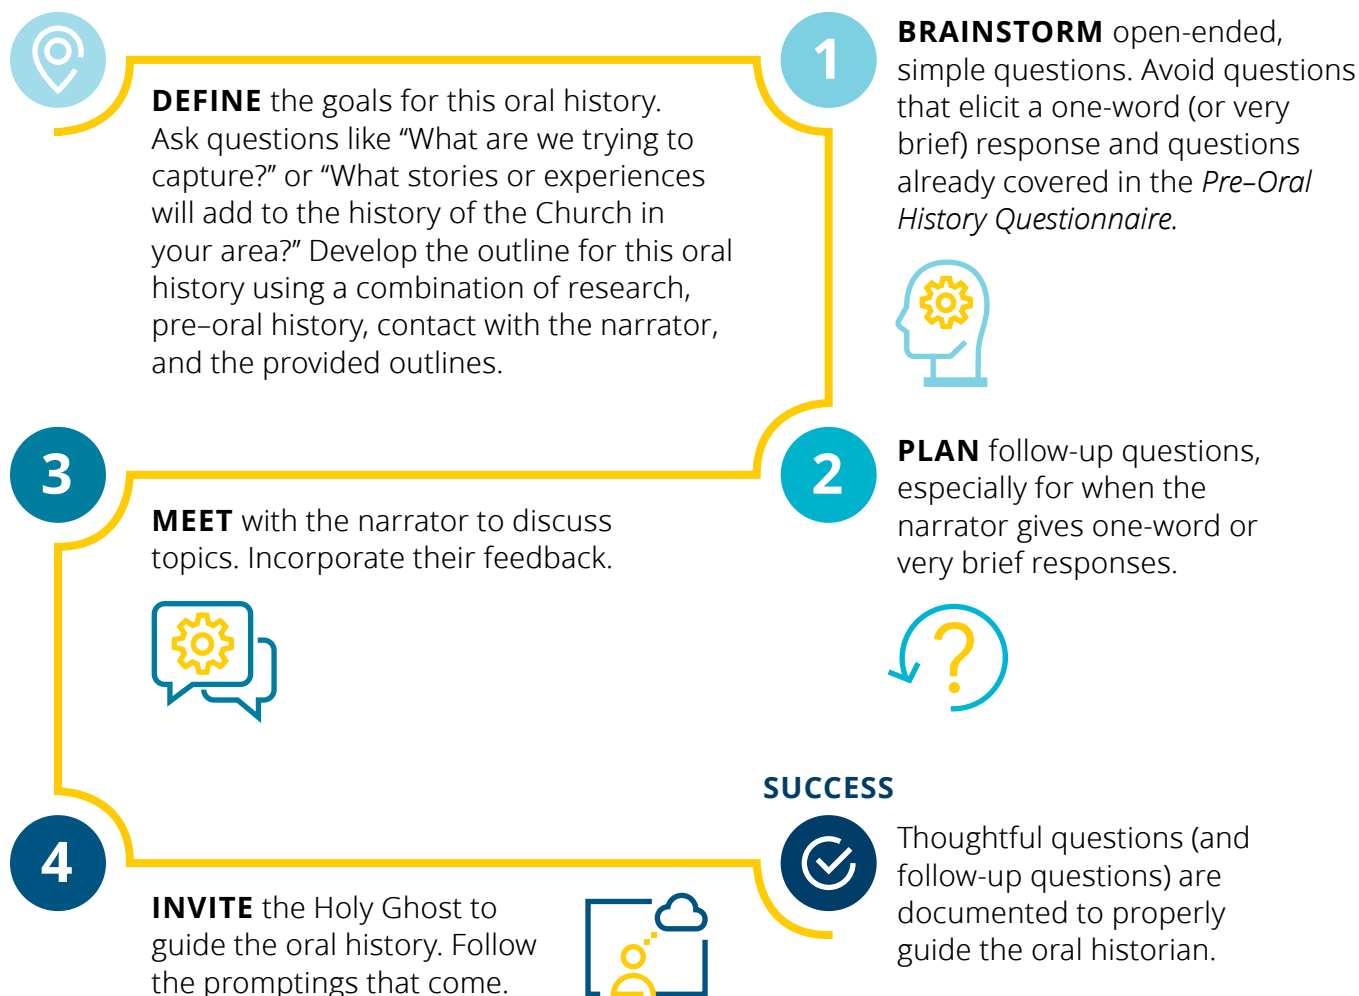 DEFINE the goals for this oral history.
Ask questions like “What are we trying to
capture?” or “What stories or experiences
will add to the history of the Church in
your area?” Develop the outline for this oral
history using a combination of research,
pre–oral history, contact with the narrator,
and the provided outlines.
1
BRAINSTORM open-ended,
simple questions. Avoid questions
that elicit a one-word (or very
brief) response and questions
already covered in the Pre–Oral
History Questionnaire.
2
PLAN follow-up questions,
especially for when the
narrator gives one-word or
very brief responses.
?
3
MEET with the narrator to discuss
topics. Incorporate their feedback.
4
INVITE the Holy Ghost to
guide the oral history. Follow
the promptings that come.
SUCCESS
Thoughtful questions (and
follow-up questions) are
documented to properly
guide the oral historian.